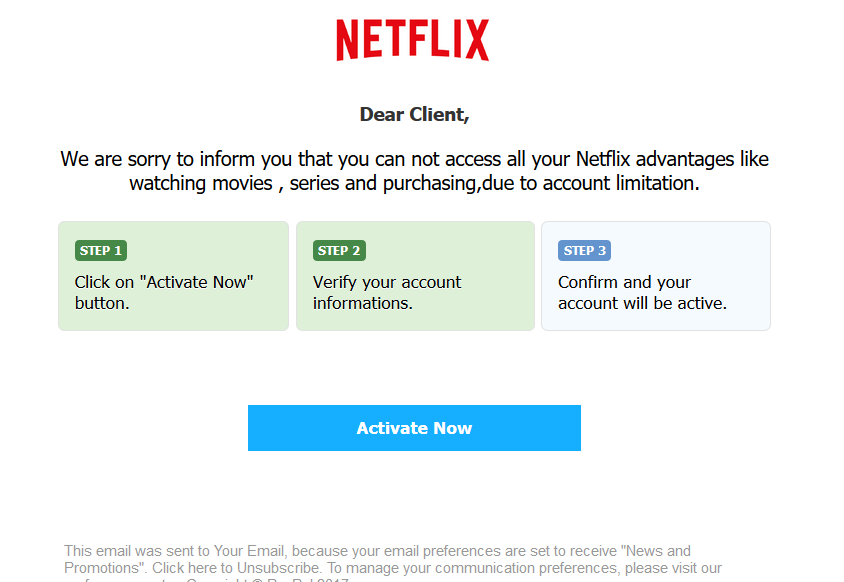 NETFLIX
Dear Client,
We are sorry to inform you that you can not access all your Netflix advantages like
watching movies , series and purchasing,due to account limitation.
STEP 1
Click on "Activate Now"
button.
STEP 2
Verify your account
informations.
STEP 3
Confirm and your
account will be active.
Activate Now
This email was sent to Your Email, because your email preferences are set to receive "News and
Promotions". Click here to Unsubscribe. To manage your communication preferences, please visit our
Copyright © PayPal 2017